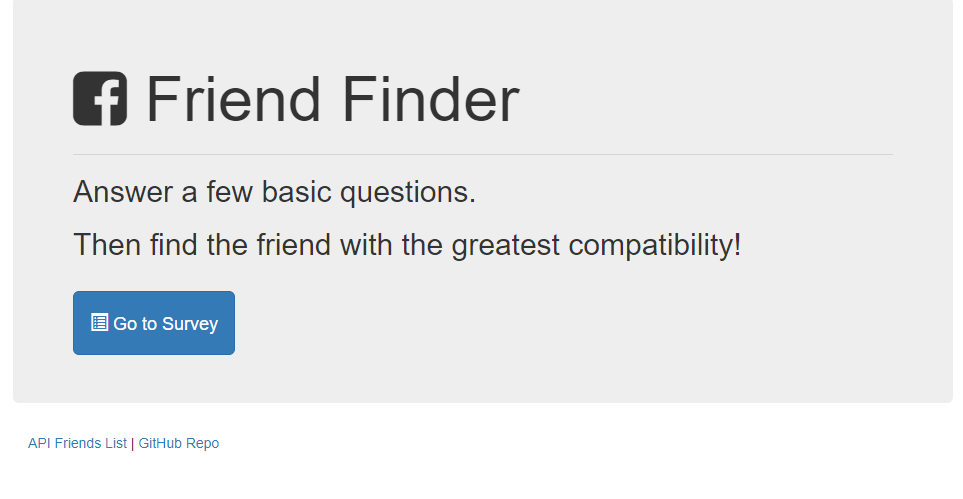 Friend Finder
Answer a few basic questions.
Then find the friend with the greatest compatibility!
Go to Survey
API Friends List | GitHub Repo